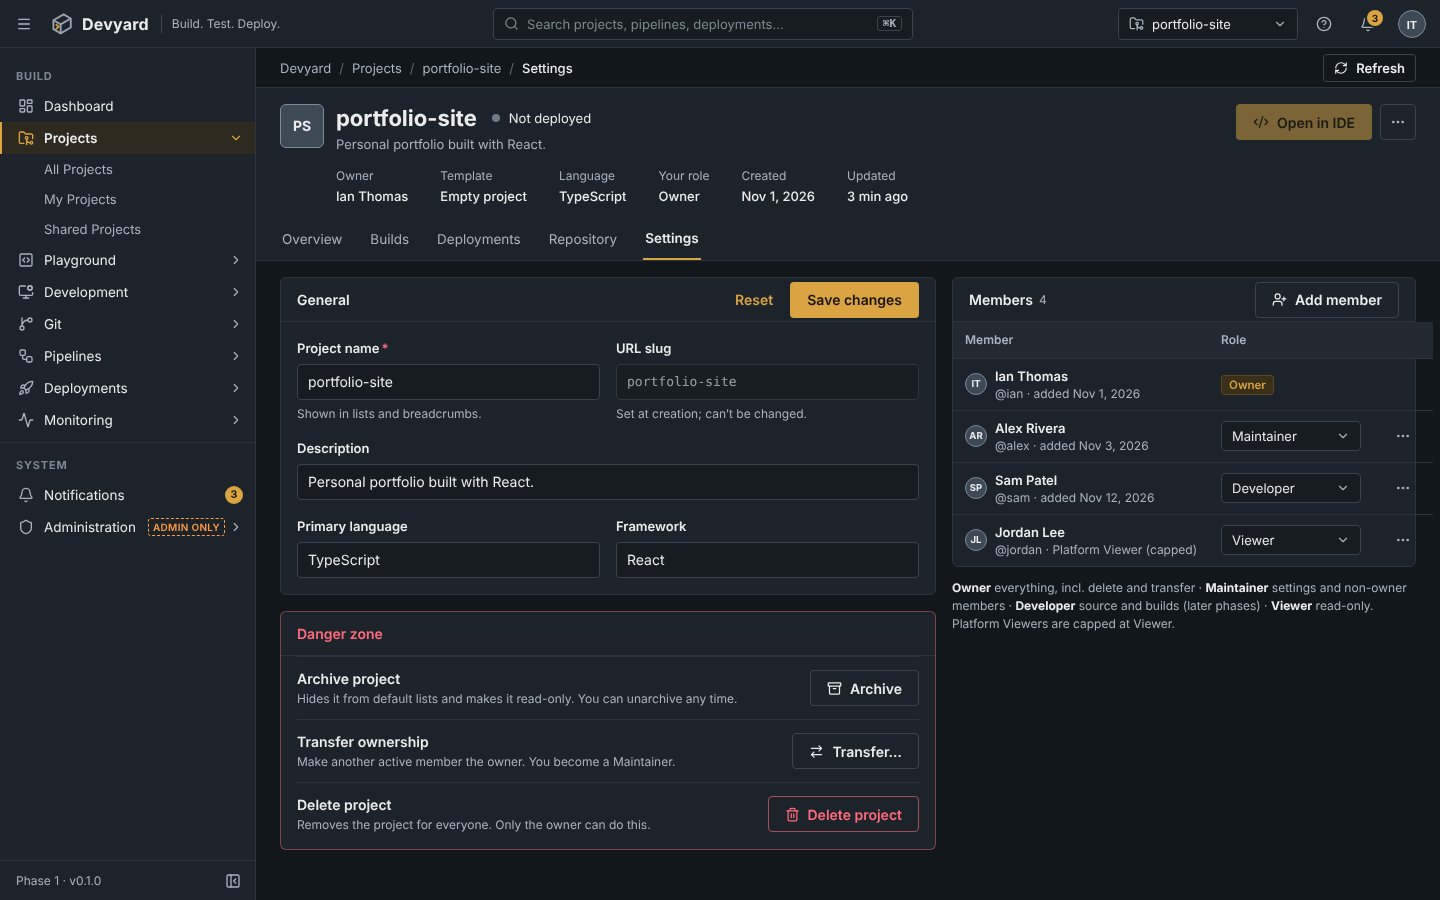 Devyard
Build. Test. Deploy.
Search projects, pipelines, deployments...
⌘K
portfolio-site
3
IT
BUILD
Dashboard
Projects
All Projects
My Projects
Shared Projects
Playground
Development
Git
Pipelines
Deployments
Monitoring
SYSTEM
Notifications
3
Administration
ADMIN ONLY
Phase 1 · v0.1.0
Devyard / Projects / portfolio-site / Settings
Refresh
PS
portfolio-site
Not deployed
Personal portfolio built with React.
Open in IDE
Owner
Ian Thomas
Template
Empty project
Language
TypeScript
Your role
Owner
Created
Nov 1, 2026
Updated
3 min ago
Overview
Builds
Deployments
Repository
Settings
General
Reset
Save changes
Project name *
portfolio-site
Shown in lists and breadcrumbs.
URL slug
portfolio-site
Set at creation; can't be changed.
Description
Personal portfolio built with React.
Primary language
TypeScript
Framework
React
Danger zone
Archive project
Hides it from default lists and makes it read-only. You can unarchive any time.
Archive
Transfer ownership
Make another active member the owner. You become a Maintainer.
Transfer...
Delete project
Removes the project for everyone. Only the owner can do this.
Delete project
Members 4
Add member
Member
Role
IT
Ian Thomas
@ian · added Nov 1, 2026
Owner
AR
Alex Rivera
@alex · added Nov 3, 2026
Maintainer
SP
Sam Patel
@sam · added Nov 12, 2026
Developer
JL
Jordan Lee
@jordan · Platform Viewer (capped)
Viewer
Owner everything, incl. delete and transfer · Maintainer settings and non-owner
members · Developer source and builds (later phases) · Viewer read-only.
Platform Viewers are capped at Viewer.